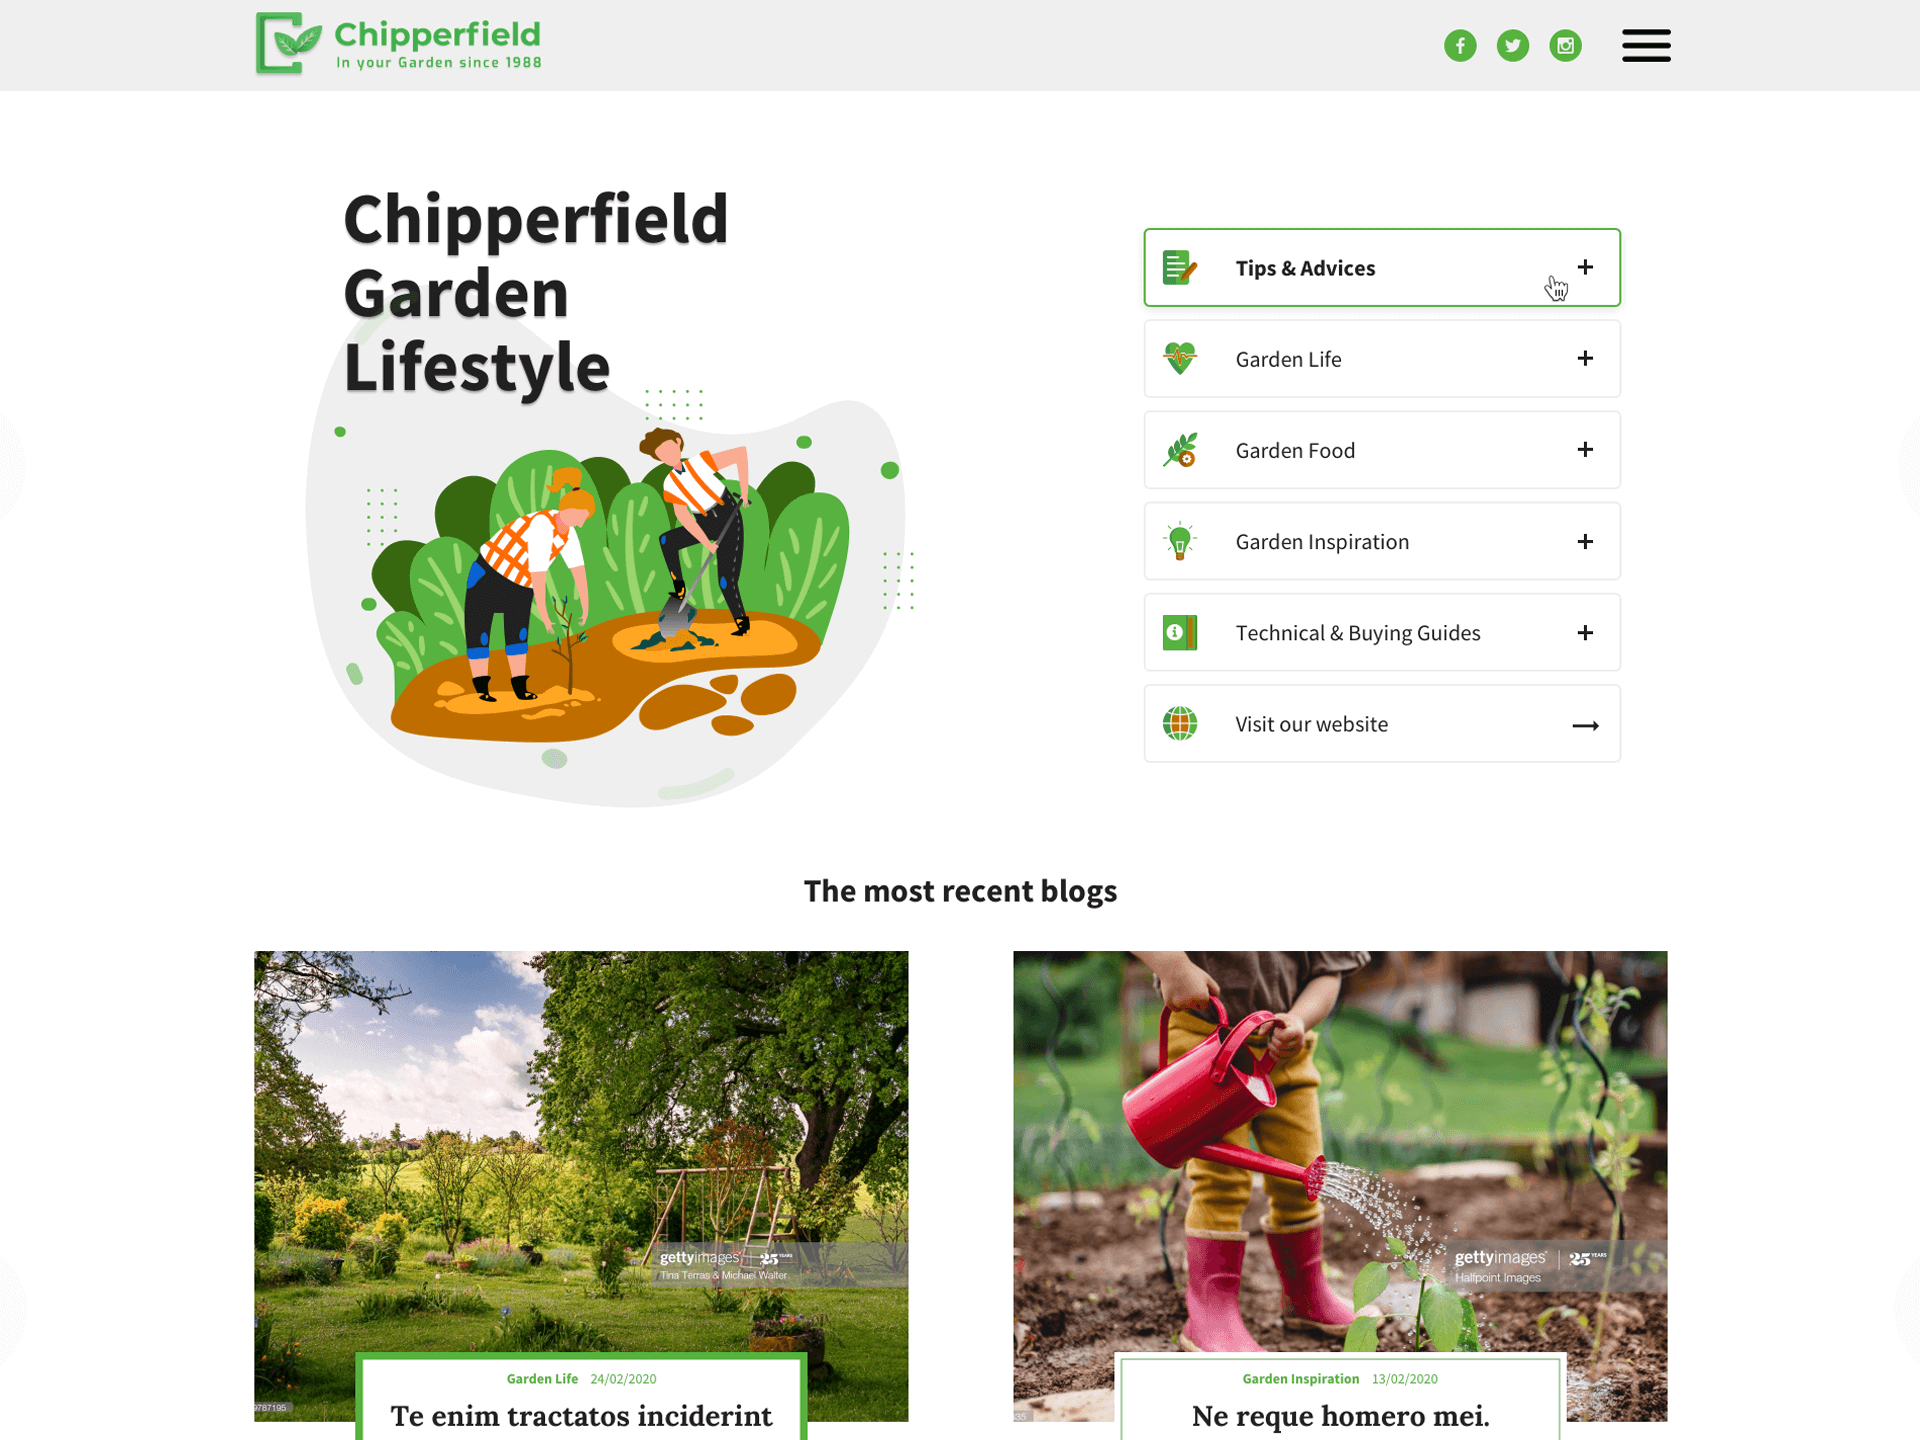 Chipperfield
In your Garden since 1988
Chipperfield
Garden
Lifestyle
Tips & Advices
Garden Life
Garden Food
Garden Inspiration
Technical & Buying Guides
Visit our website
The most recent blogs
gettyimages 25 YEARS
Tina Terras & Michael Walter
9787195
Garden Life 24/02/2020
Te enim tractatos inciderint
gettyimages 25 YEARS
Halfpoint Images
Garden Inspiration 13/02/2020
Ne reque homero mei.